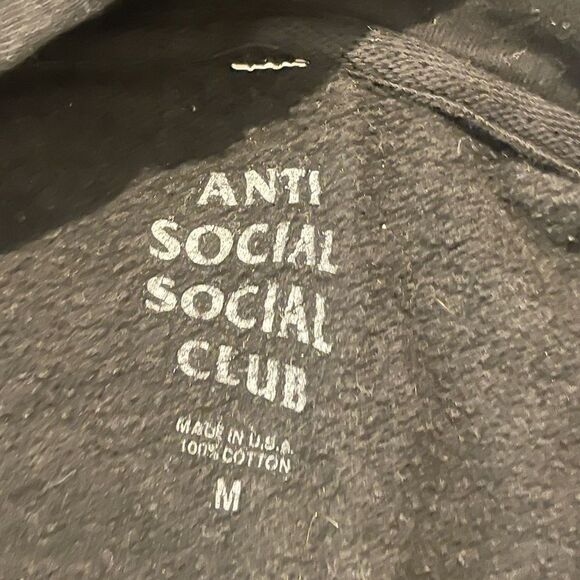 ANTI
SOCIAL
SOCIAL
CLUB
MADE IN U.S.A.
100% COTTON
M